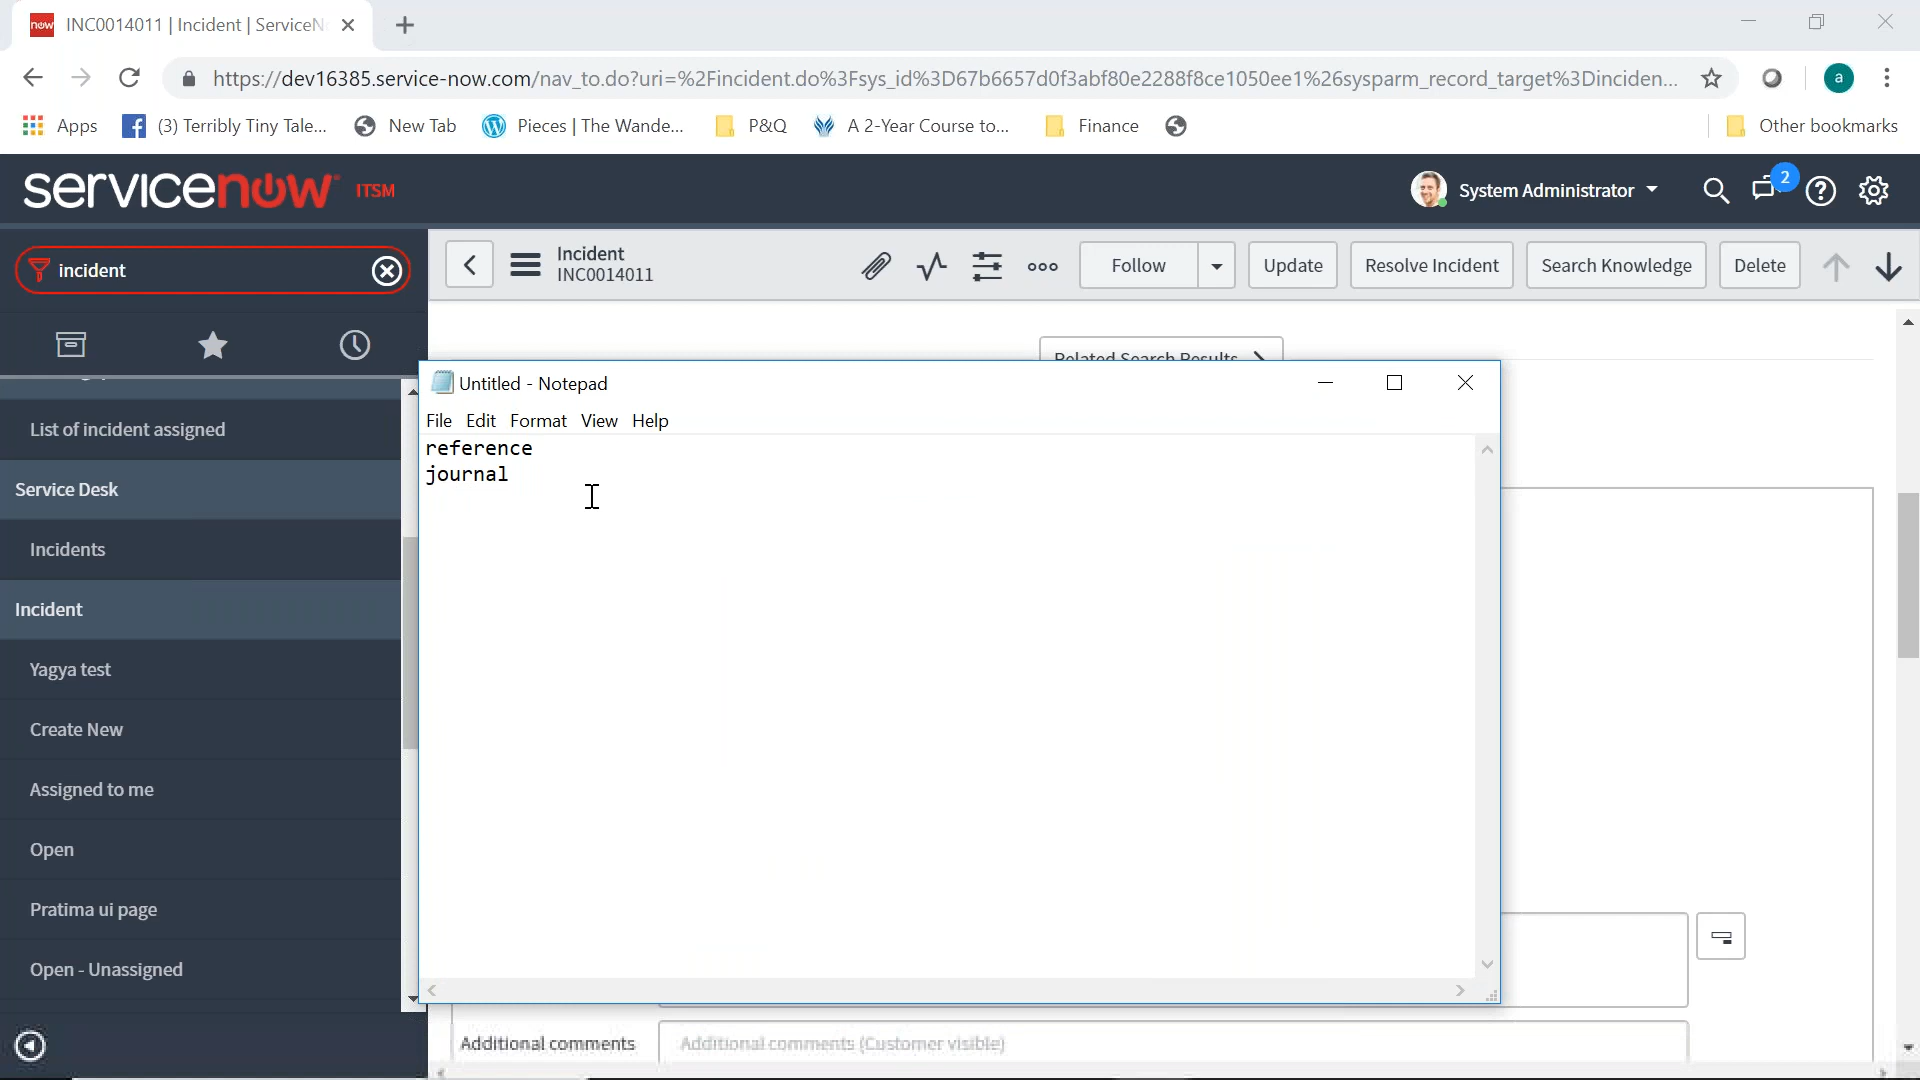 now INC0014011 | Incident | ServiceN
https://dev16385.service-now.com/nav_to.do?uri=%2Fincident.do%3Fsys_id%3D67b6657d0f3abf80e2288f8ce1050ee1%26sysparm_record_target%3Dinciden...
a
Apps
(3) Terribly Tiny Tale...
New Tab
Pieces | The Wande...
P&Q
A 2-Year Course to...
Finance
Other bookmarks
servicenow ITSM
System Administrator
2
incident
Incident
INC0014011
Follow
Update
Resolve Incident
Search Knowledge
Delete
Related Search Results
List of incident assigned
Service Desk
Incidents
Incident
Yagya test
Create New
Assigned to me
Open
Pratima ui page
Open - Unassigned
Untitled - Notepad
File Edit Format View Help
reference
journal
Additional comments
Additional comments (Customer visible)